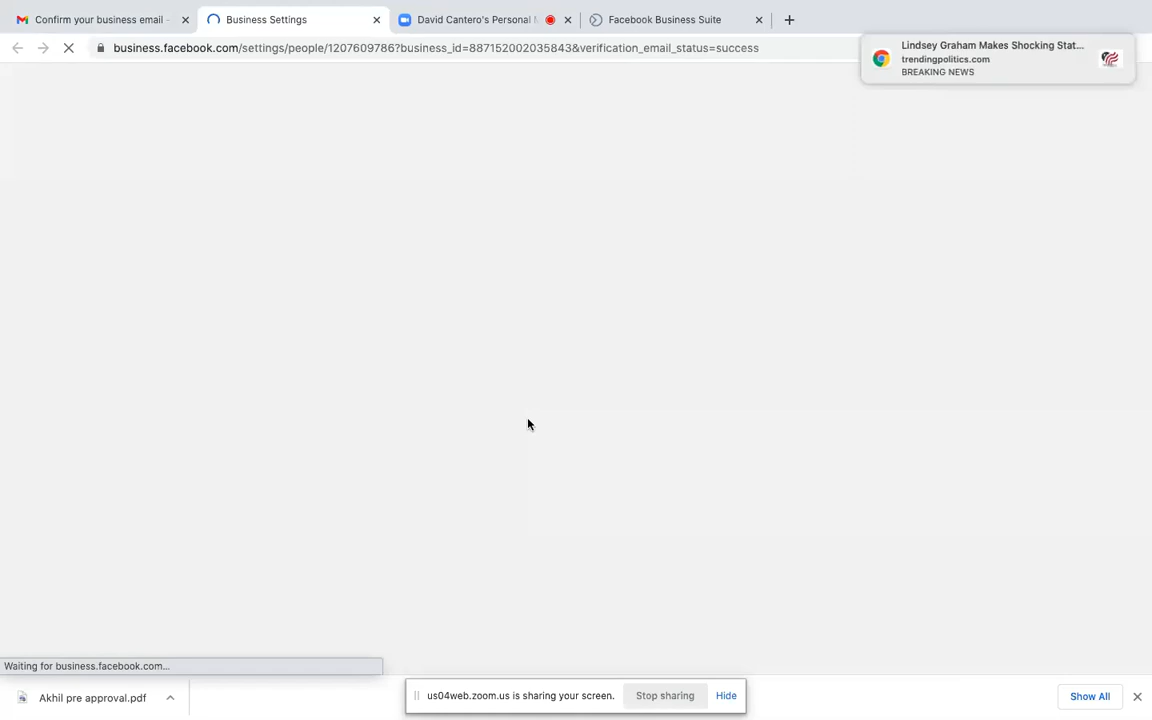 Confirm your business email -
Business Settings
David Cantero's Personal M
Facebook Business Suite
business.facebook.com/settings/people/1207609786?business_id=887152002035843&verification_email_status=success
Lindsey Graham Makes Shocking Stat...
trendingpolitics.com
BREAKING NEWS
Waiting for business.facebook.com...
Akhil pre approval.pdf
us04web.zoom.us is sharing your screen.
Stop sharing
Hide
Show All